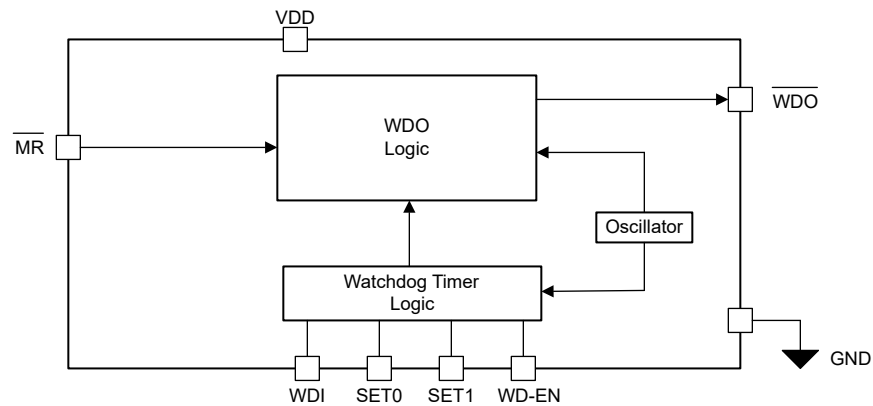 VDD
WDO
Logic
WDO
MR
Oscillator
Watchdog Timer
Logic
GND
WDI SET0 SET1 WD-EN